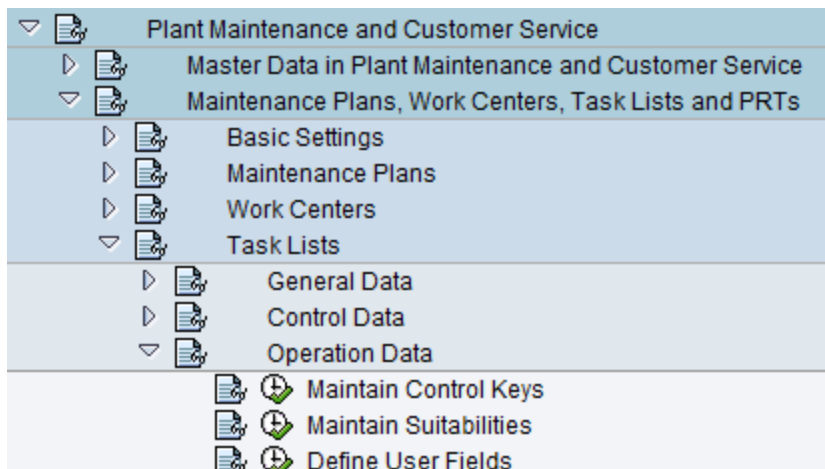 Plant Maintenance and Customer Service
Master Data in Plant Maintenance and Customer Service
Maintenance Plans, Work Centers, Task Lists and PRTs
Basic Settings
Maintenance Plans
Work Centers
Task Lists
General Data
Control Data
Operation Data
Maintain Control Keys
Maintain Suitabilities
Define User Fields